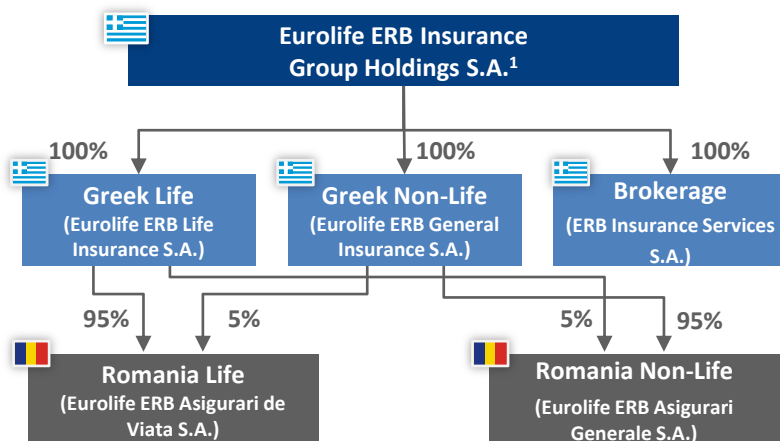 Eurolife ERB Insurance
Group Holdings S.A.¹
100%
100%
100%
Greek Life
(Eurolife ERB Life
Insurance S.A.)
Greek Non-Life
(Eurolife ERB General
Insurance S.A.)
Brokerage
(ERB Insurance Services
S.A.)
95%
5%
5%
95%
Romania Life
(Eurolife ERB Asigurari de
Viata S.A.)
Romania Non-Life
(Eurolife ERB Asigurari
Generale S.A.)